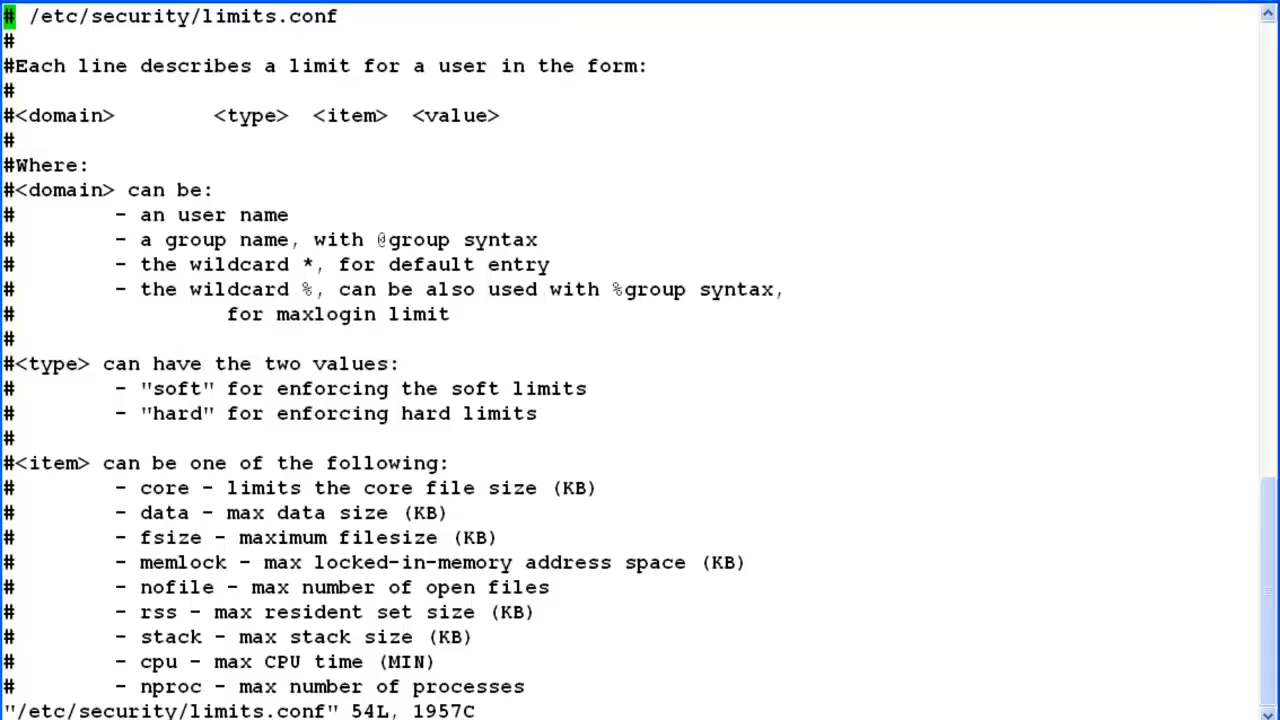 # /etc/security/limits.conf
#
#Each line describes a limit for a user in the form:
#
#<domain>        <type>  <item>  <value>
#
#Where:
#<domain> can be:
#        - an user name
#        - a group name, with @group syntax
#        - the wildcard *, for default entry
#        - the wildcard %, can be also used with %group syntax,
#                 for maxlogin limit
#
#<type> can have the two values:
#        - "soft" for enforcing the soft limits
#        - "hard" for enforcing hard limits
#
#<item> can be one of the following:
#        - core - limits the core file size (KB)
#        - data - max data size (KB)
#        - fsize - maximum filesize (KB)
#        - memlock - max locked-in-memory address space (KB)
#        - nofile - max number of open files
#        - rss - max resident set size (KB)
#        - stack - max stack size (KB)
#        - cpu - max CPU time (MIN)
#        - nproc - max number of processes
"/etc/security/limits.conf" 54L, 1957C